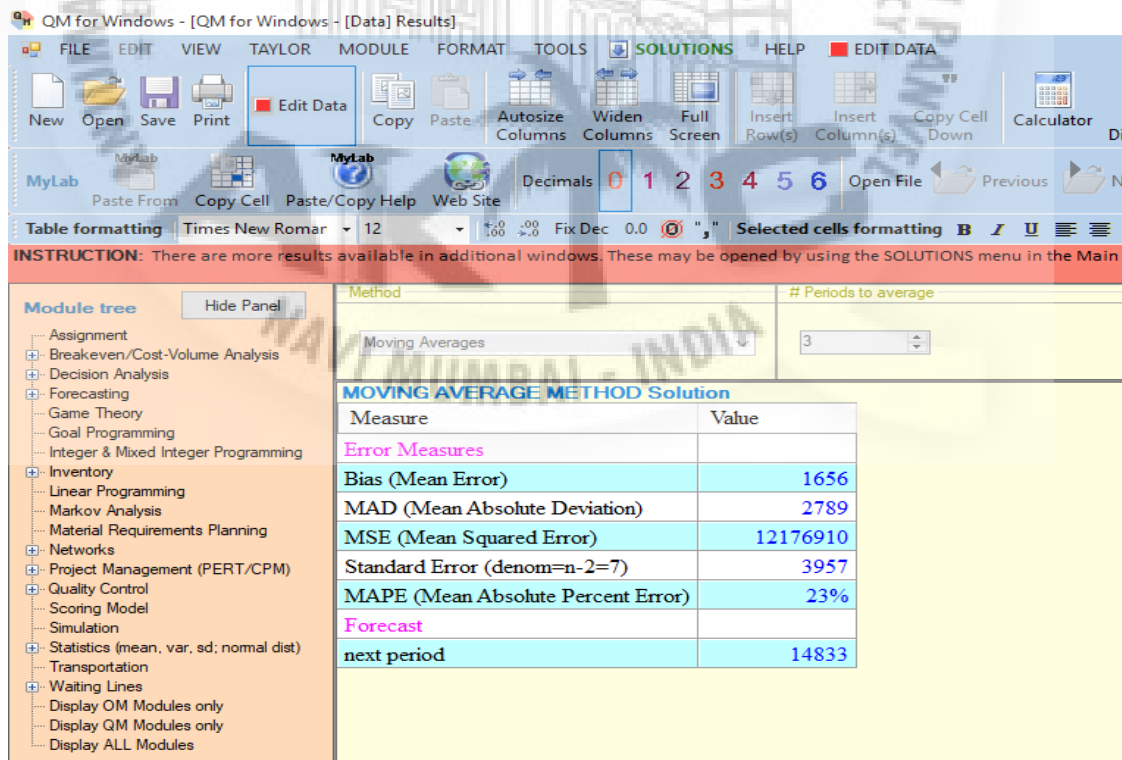 QM for Windows - [QM for Windows - [Data] Results]
FILE EDIT VIEW TAYLOR MODULE FORMAT TOOLS SOLUTIONS HELP EDIT DATA
New Open Save Print Edit Data Copy Paste Autosize Columns Widen Columns Full Screen Insert Row(s) Insert Column(s) Copy Cell Down Calculator
MyLab MyLab Paste From Copy Cell MyLab Paste/Copy Help Web Site Decimals 0 1 2 3 4 5 6 Open File Previous
Table formatting Times New Romar 12 Fix Dec 0.0 "," Selected cells formatting B I U
INSTRUCTION: There are more results available in additional windows. These may be opened by using the SOLUTIONS menu in the Main
Module tree Hide Panel
Assignment
Breakeven/Cost-Volume Analysis
Decision Analysis
Forecasting
Game Theory
Goal Programming
Integer & Mixed Integer Programming
Inventory
Linear Programming
Markov Analysis
Material Requirements Planning
Networks
Project Management (PERT/CPM)
Quality Control
Scoring Model
Simulation
Statistics (mean, var, sd; normal dist)
Transportation
Waiting Lines
Display OM Modules only
Display QM Modules only
Display ALL Modules
Method # Periods to average
Moving Averages 3
MOVING AVERAGE METHOD Solution
Measure Value
Error Measures
Bias (Mean Error) 1656
MAD (Mean Absolute Deviation) 2789
MSE (Mean Squared Error) 12176910
Standard Error (denom=n-2=7) 3957
MAPE (Mean Absolute Percent Error) 23%
Forecast
next period 14833
NAVI MUMBAI - INDIA